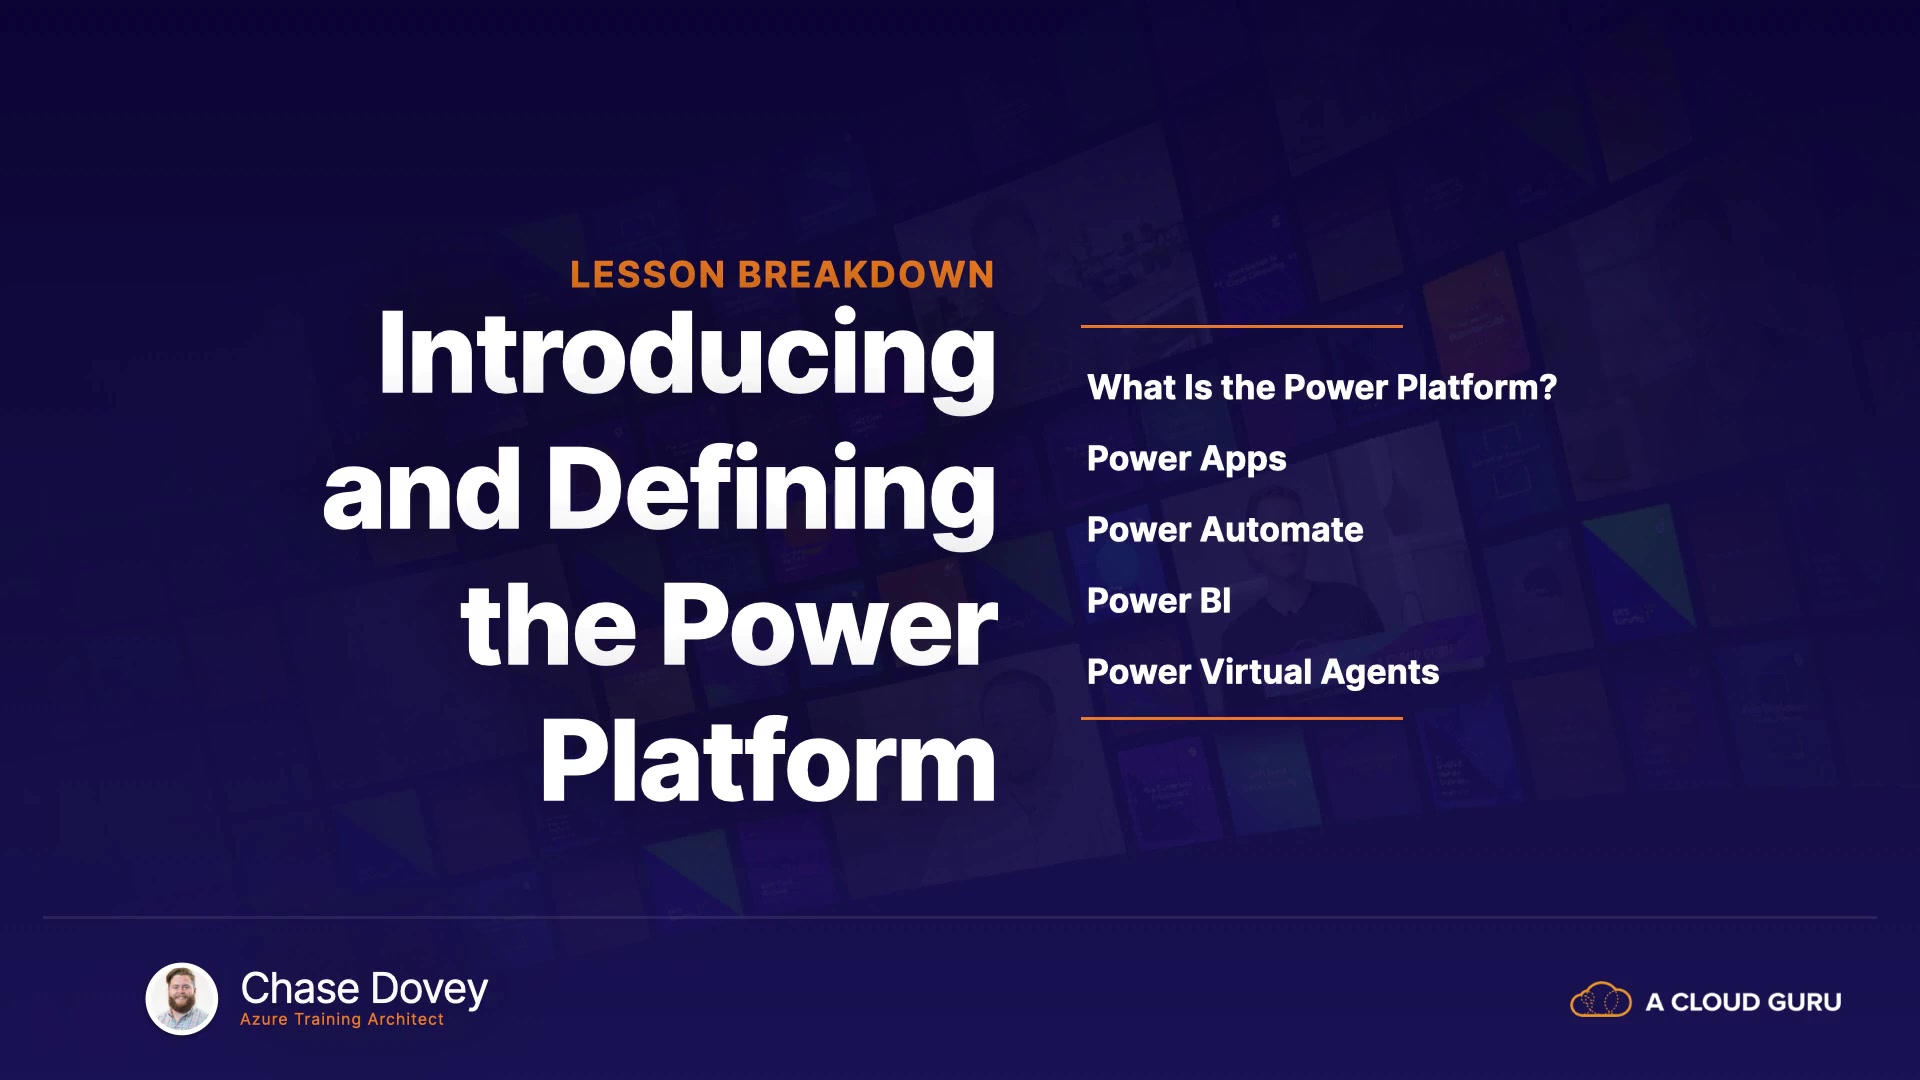 LESSON BREAKDOWN
Introducing
and Defining
the Power
Platform
What Is the Power Platform?
Power Apps
Power Automate
Power BI
Power Virtual Agents
Chase Dovey
Azure Training Architect
A CLOUD GURU